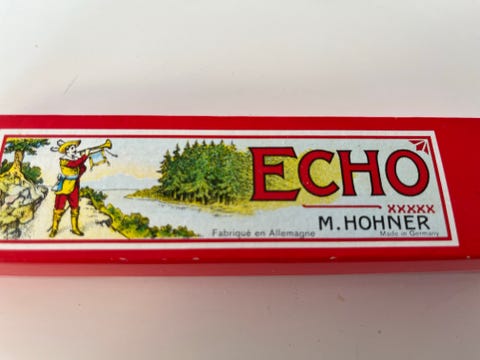 ECHO
XXXXX
M. HOHNER
Fabriqué en Allemagne
Made in Germany